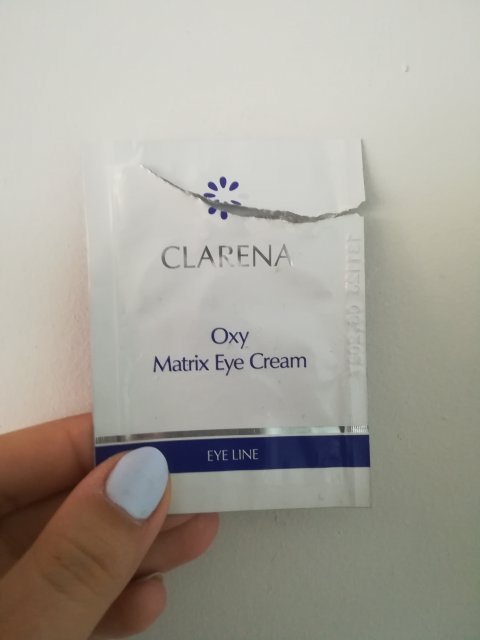 CLARENA
Oxy
Matrix Eye Cream
EYE LINE